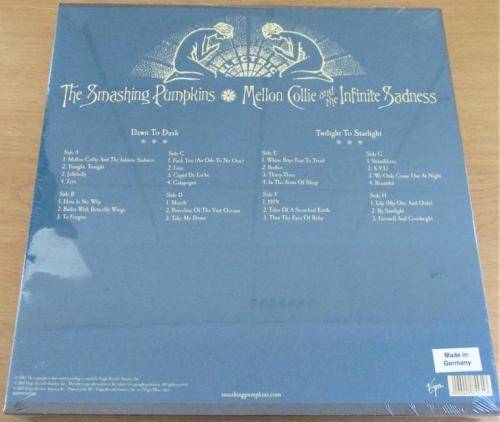 ELECTRIC
The Smashing Pumpkins Mellon Collie and the Infinite Sadness
Dawn To Dusk
Twilight To Starlight
Side A
1. Mellon Collie And The Infinite Sadness
2. Tonight, Tonight
3. Jellybelly
4. Zero
Side B
1. Here Is No Why
2. Bullet With Butterfly Wings
3. To Forgive
Side C
1. Fuck You (An Ode To No One)
2. Love
3. Cupid De Locke
4. Galapogos
Side D
1. Muzzle
2. Porcelina Of The Vast Oceans
3. Take Me Down
Side E
1. Where Boys Fear To Tread
2. Bodies
3. Thirty-Three
4. In The Arms Of Sleep
Side F
1. 1979
2. Tales Of A Scorched Earth
3. Thru The Eyes Of Ruby
Side G
1. Stumbleine
2. X.Y.U.
3. We Only Come Out At Night
4. Beautiful
Side H
1. Lily (My One And Only)
2. By Starlight
3. Farewell And Goodnight
smashingpumpkins.com
Made in
Germany
Virgin